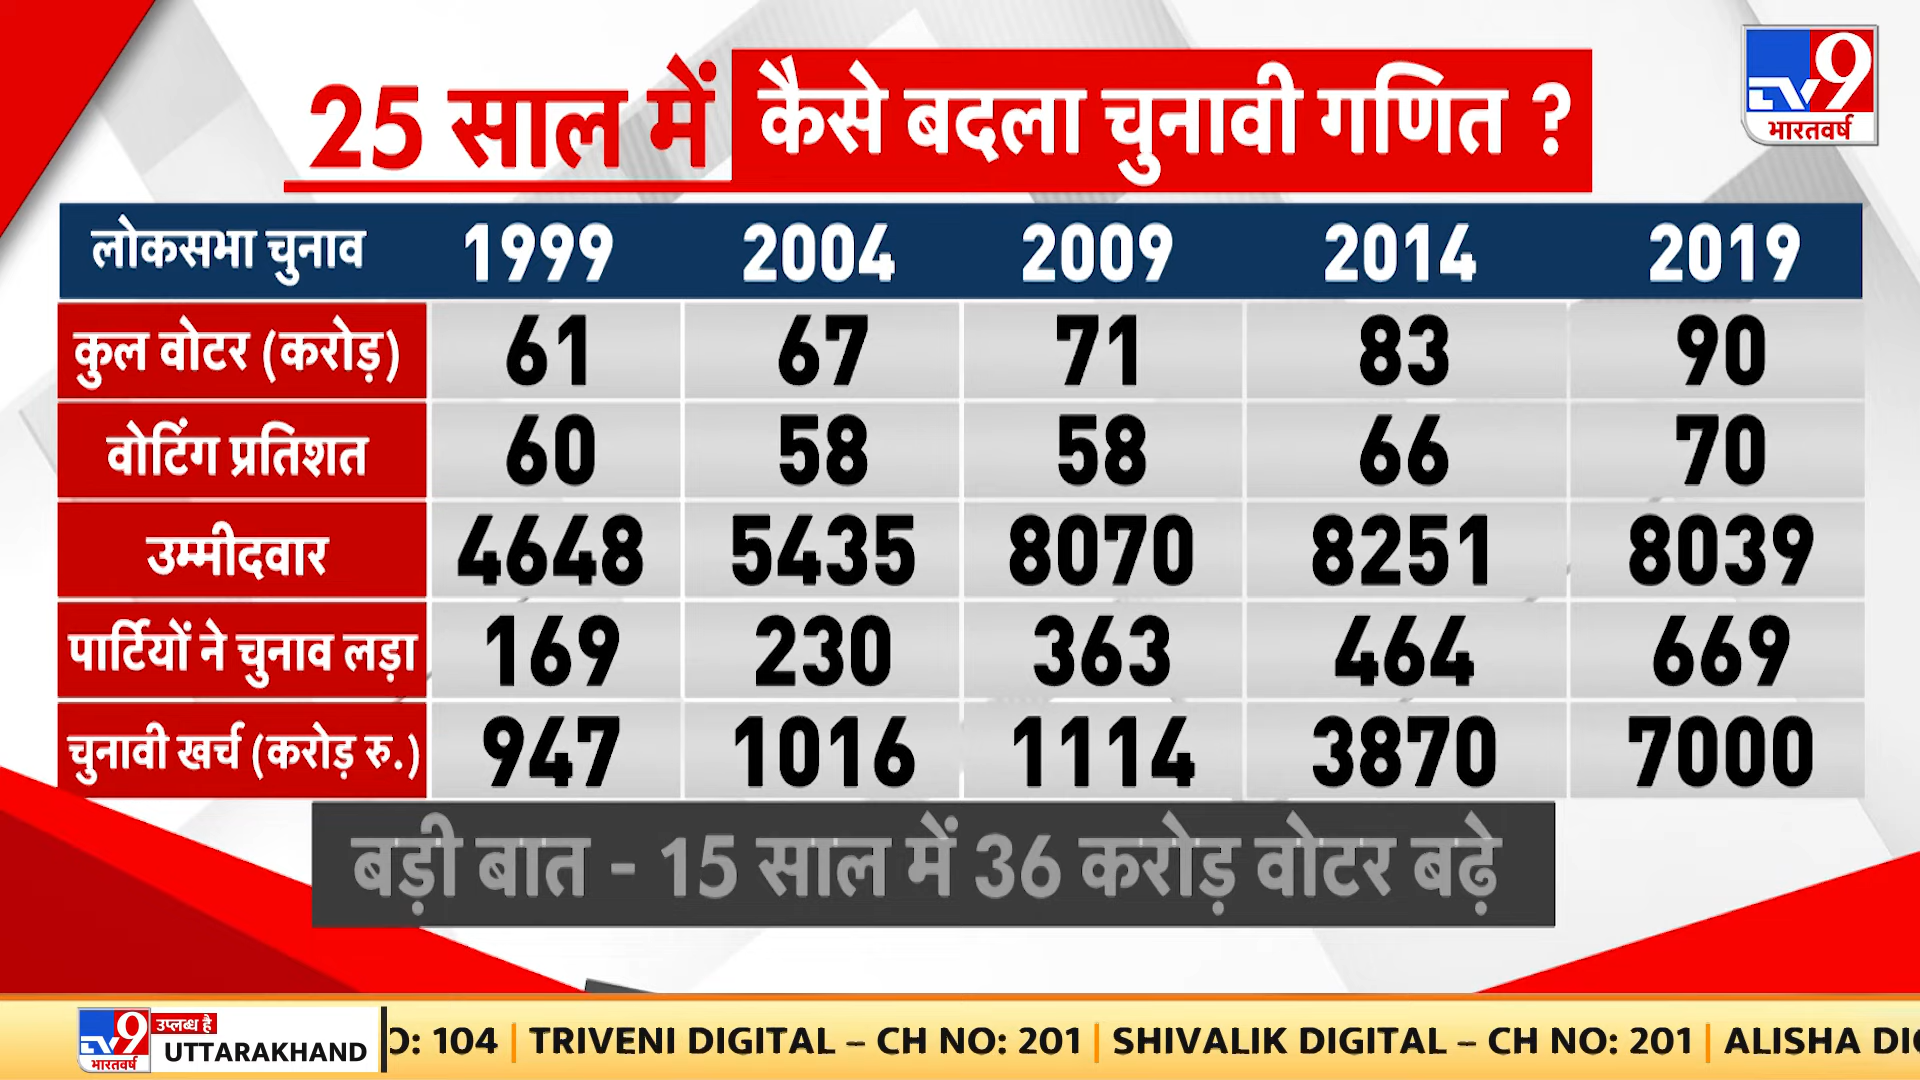 25 साल में कैसे बदला चुनावी गणित ?
TV9
भारतवर्ष
लोकसभा चुनाव 1999 2004 2009 2014 2019
कुल वोटर (करोड़) 61 67 71 83 90
वोटिंग प्रतिशत 60 58 58 66 70
उम्मीदवार 4648 5435 8070 8251 8039
पार्टियों ने चुनाव लड़ा 169 230 363 464 669
चुनावी खर्च (करोड़ रु.) 947 1016 1114 3870 7000
बड़ी बात - 15 साल में 36 करोड़ वोटर बढ़े
TV9
भारतवर्ष
उप्लब्ध है
UTTARAKHAND
O: 104 | TRIVENI DIGITAL – CH NO: 201 | SHIVALIK DIGITAL – CH NO: 201 | ALISHA